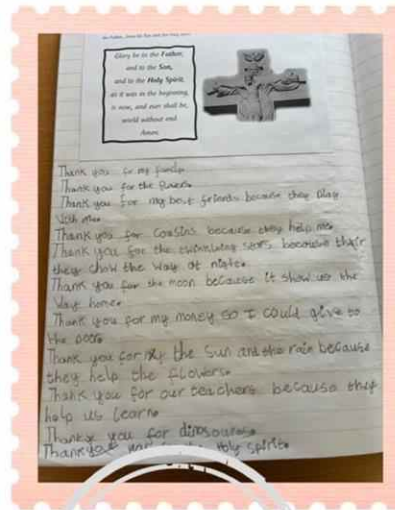 Glory be to the Father,
and to the Son,
and to the Holy Spirit,
as it was in the beginning
is now, and ever shall be,
world without end
Amen.
Thank you for my family.
Thank you for the flowers.
Thank you for my best friends because they play
with me.
Thank you for cousins because they help me.
Thank you for the twinkling stars because their
they show the way at night.
Thank you for the moon because it show us the
way home.
Thank you for my money so I could give to
the poor.
Thank you for the Sun and the rain because
they help the flowers.
Thank you for our teachers because they
help us learn.
Thank you for dinosours.
Thank you Holy Spirit.